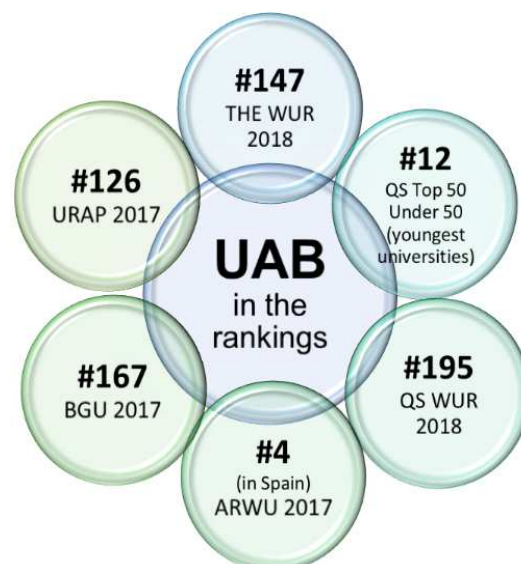 UAB
in the
rankings
#147
THE WUR
2018
#12
QS Top 50
Under 50
(youngest
universities)
#195
QS WUR
2018
#4
(in Spain)
ARWU 2017
#167
BGU 2017
#126
URAP 2017